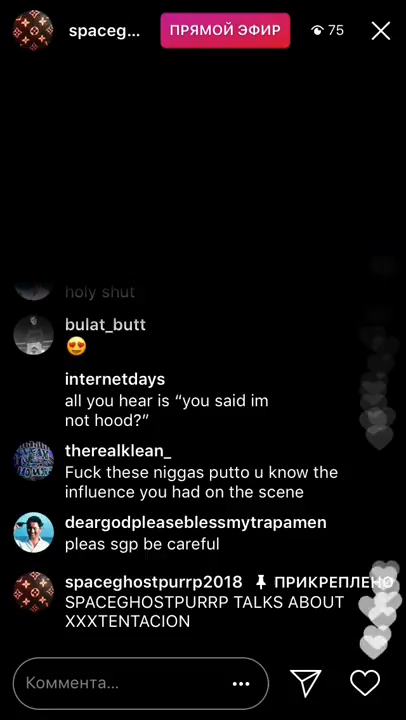 spaceg...
ПРЯМОЙ ЭФИР
75
holy shut
bulat_butt
internetdays
all you hear is “you said im
not hood?”
therealklean_
Fuck these niggas putto u know the
influence you had on the scene
deargodpleaseblessmytrapamen
pleas sgp be careful
spaceghostpurrp2018 ПРИКРЕПЛЕНО
SPACEGHOSTPURRP TALKS ABOUT
XXXTENTACION
Коммента...